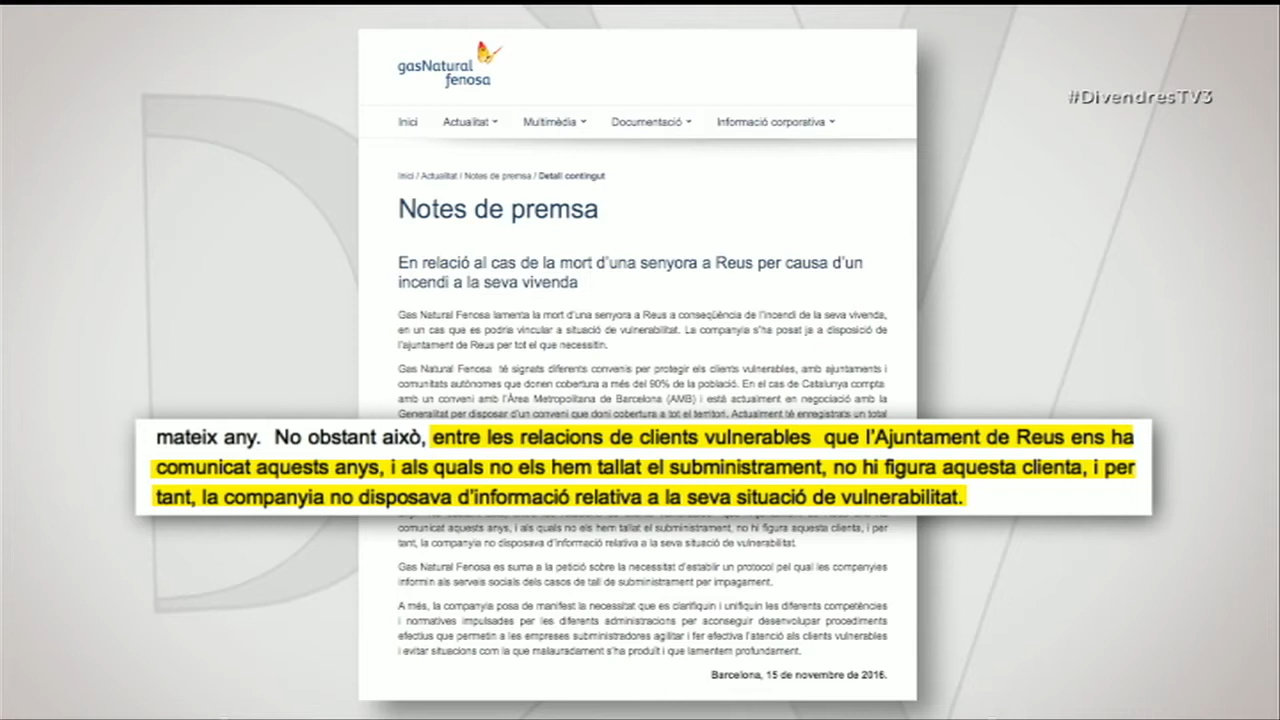 gasNatural
fenosa
#DivendresTV3
Inici Actualitat Multimèdia Documentació Informació corporativa
Inici / Actualitat / Notes de premsa / Detall contingut
Notes de premsa
En relació al cas de la mort d'una senyora a Reus per causa d'un
incendi a la seva vivenda
Gas Natural Fenosa lamenta la mort d'una senyora a Reus a conseqüència de l'incendi de la seva vivenda,
en un cas que es podria vincular a situació de vulnerabilitat. La companyia s'ha posat ja a disposició de
l'ajuntament de Reus per tot el que necessitin.
Gas Natural Fenosa té signats diferents convenis per protegir els clients vulnerables, amb ajuntaments i
comunitats autònomes que donen cobertura a més del 90% de la població. En el cas de Catalunya compta
amb un conveni amb l'Àrea Metropolitana de Barcelona (AMB) i està actualment en negociació amb la
Generalitat per disposar d'un conveni que doni cobertura a tot el territori. Actualment té enregistrats un total
mateix any. No obstant això, entre les relacions de clients vulnerables que l'Ajuntament de Reus ens ha
comunicat aquests anys, i als quals no els hem tallat el subministrament, no hi figura aquesta clienta, i per
tant, la companyia no disposava d'informació relativa a la seva situació de vulnerabilitat.
comunicat aquests anys, i als quals no els hem tallat el subministrament, no hi figura aquesta clienta, i per
tant, la companyia no disposava d'informació relativa a la seva situació de vulnerabilitat.
Gas Natural Fenosa es suma a la petició sobre la necessitat d'establir un protocol pel qual les companyies
informin als serveis socials dels casos de tall de subministrament per impagament.
A més, la companyia posa de manifest la necessitat que es clarifiquin i unifiquin les diferents competències
i normatives impulsades per les diferents administracions per aconseguir desenvolupar procediments
efectius que permetin a les empreses subministradores agilitar i fer efectiva l'atenció als clients vulnerables
i evitar situacions com la que malauradament s'ha produït i que lamentem profundament.
Barcelona, 15 de novembre de 2016.